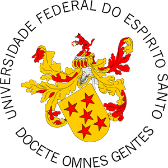 UNIVERSIDADE FEDERAL DO ESPIRITO SANTO
DOCETE OMNES GENTES